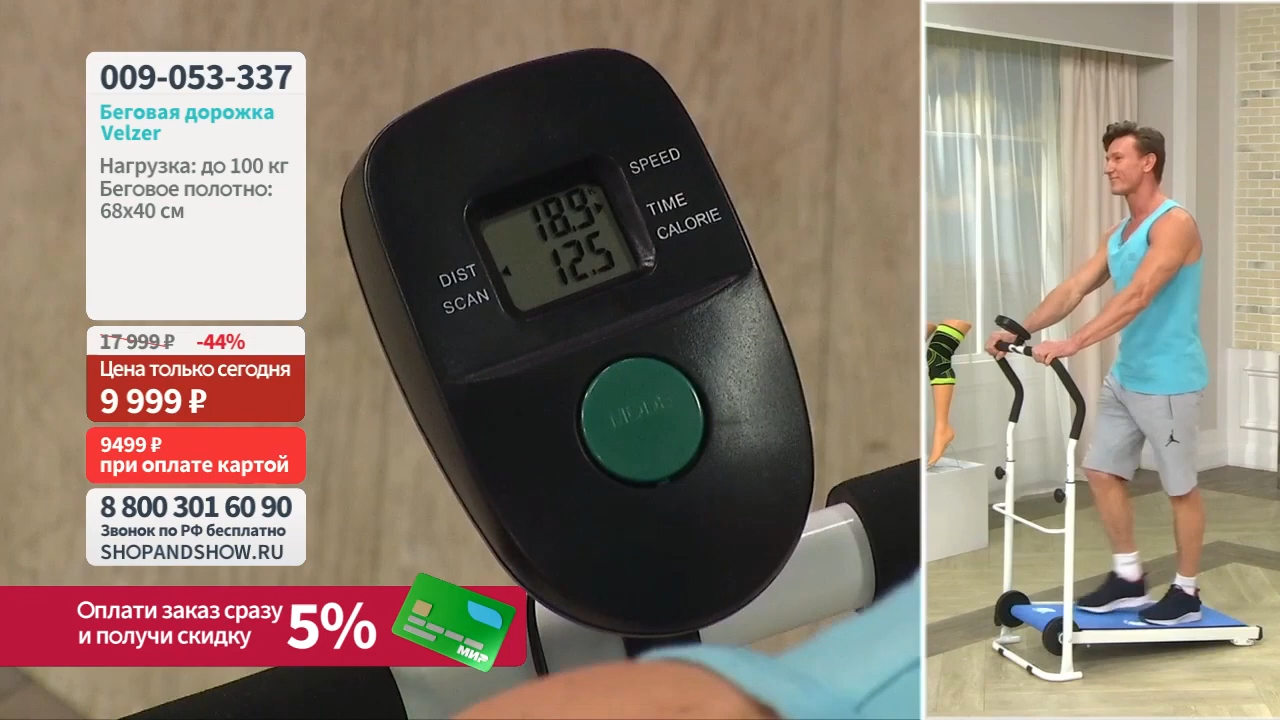 009-053-337
Беговая дорожка
Velzer
Нагрузка: до 100 кг
Беговое полотно:
68х40 см
17 999 ₽ -44%
Цена только сегодня
9 999 ₽
9499 ₽
при оплате картой
8 800 301 60 90
Звонок по РФ бесплатно
SHOPANDSHOW.RU
Оплати заказ сразу
и получи скидку
5%
МИР
SPEED
TIME
CALORIE
DIST
SCAN
18.9
12.5
MODE